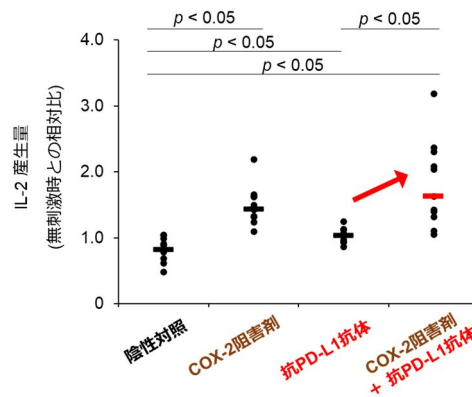 p < 0.05
p < 0.05
p < 0.05
p < 0.05
IL-2 産生量
(無刺激時との相対比)
4.0
3.0
2.0
1.0
0
陰性対照
COX-2阻害剤
抗PD-L1抗体
COX-2阻害剤
+ 抗PD-L1抗体